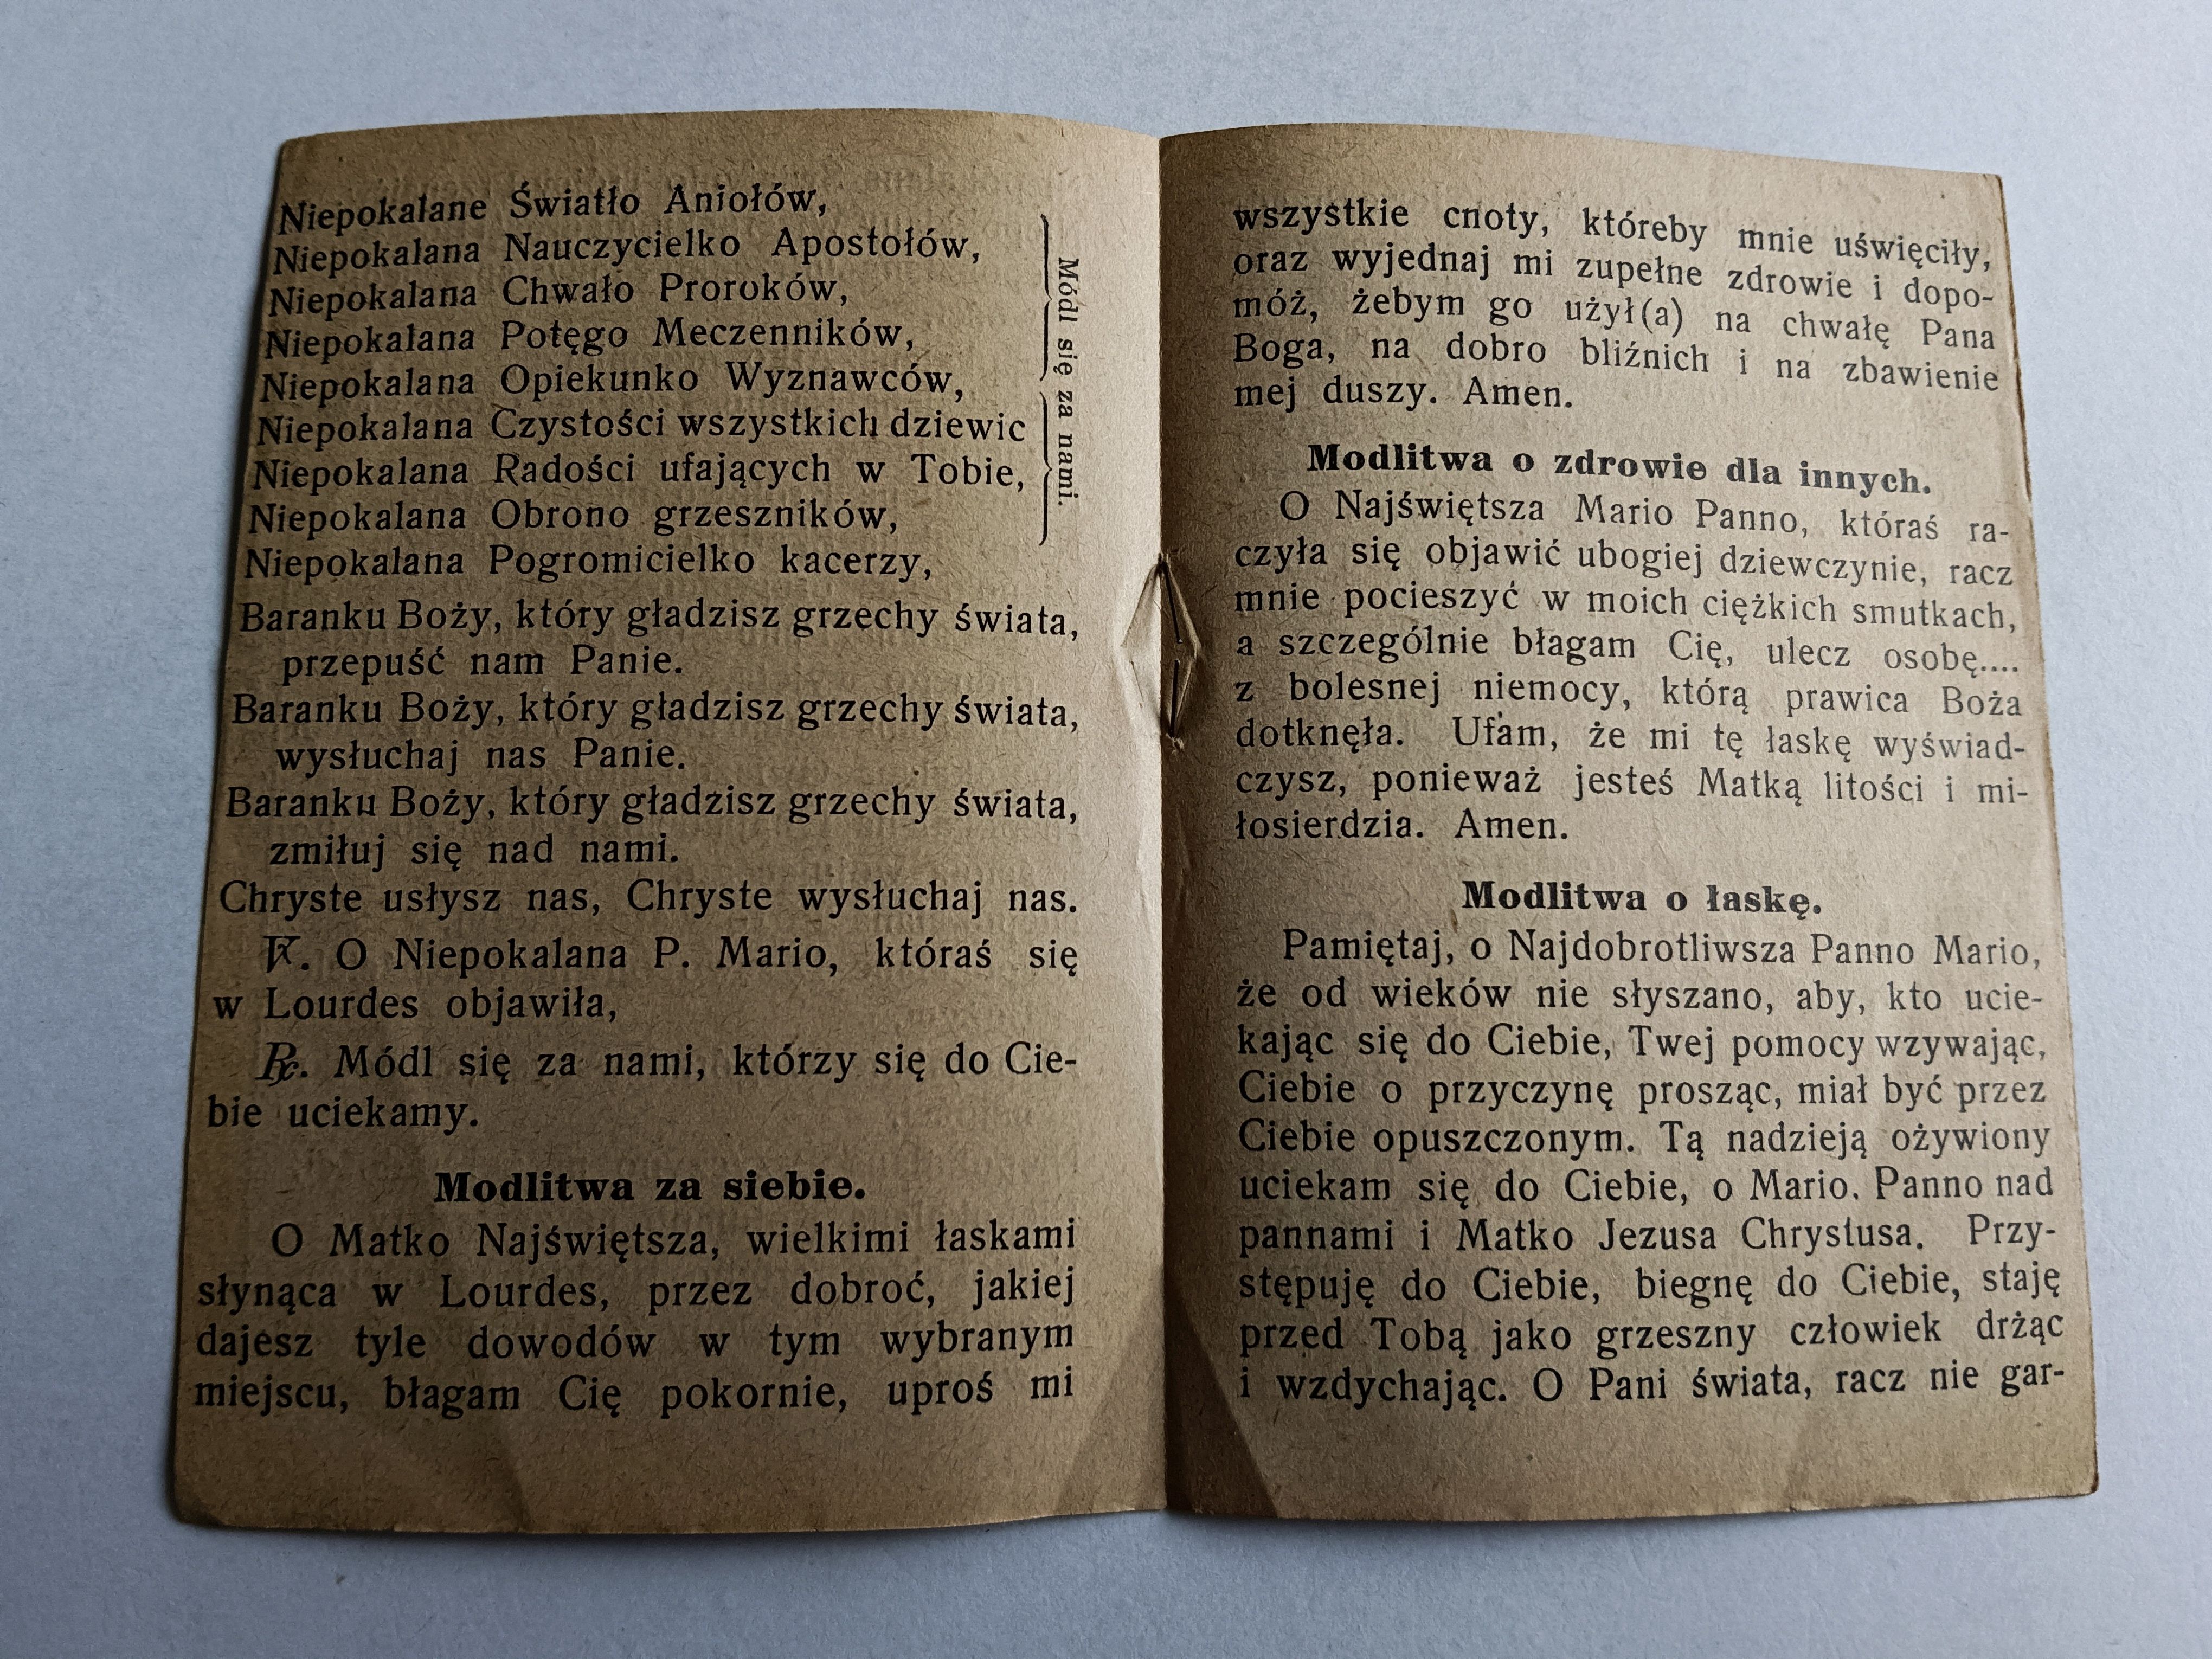 Niepokalane Światło Aniołów,
Niepokalana Nauczycielko Apostołów,
Niepokalana Chwało Proroków,
Niepokalana Potęgo Meczenników,
Niepokalana Opiekunko Wyznawców,
Niepokalana Czystości wszystkich dziewic
Niepokalana Radości ufających w Tobie,
Niepokalana Obrono grzeszników,
Niepokalana Pogromicielko kacerzy,
Módl się za nami.
Baranku Boży, który gładzisz grzechy świata,
przepuść nam Panie.
Baranku Boży, który gładzisz grzechy świata,
wysłuchaj nas Panie.
Baranku Boży, który gładzisz grzechy świata,
zmiłuj się nad nami.
Chryste usłysz nas, Chryste wysłuchaj nas.
℣. O Niepokalana P. Mario, któraś się
w Lourdes objawiła,
℟. Módl się za nami, którzy się do Cie-
bie uciekamy.
Modlitwa za siebie.
O Matko Najświętsza, wielkimi łaskami
słynąca w Lourdes, przez dobroć, jakiej
dajesz tyle dowodów w tym wybranym
miejscu, błagam Cię pokornie, uproś mi
wszystkie cnoty, któreby mnie uświęciły,
oraz wyjednaj mi zupełne zdrowie i dopo-
móż, żebym go użył(a) na chwałę Pana
Boga, na dobro bliźnich i na zbawienie
mej duszy. Amen.
Modlitwa o zdrowie dla innych.
O Najświętsza Mario Panno, któraś ra-
czyła się objawić ubogiej dziewczynie, racz
mnie pocieszyć w moich ciężkich smutkach,
a szczególnie błagam Cię, ulecz osobę....
z bolesnej niemocy, którą prawica Boża
dotknęła. Ufam, że mi tę łaskę wyświad-
czysz, ponieważ jesteś Matką litości i mi-
łosierdzia. Amen.
Modlitwa o łaskę.
Pamiętaj, o Najdobrotliwsza Panno Mario,
że od wieków nie słyszano, aby, kto ucie-
kając się do Ciebie, Twej pomocy wzywając,
Ciebie o przyczynę prosząc, miał być przez
Ciebie opuszczonym. Tą nadzieją ożywiony
uciekam się do Ciebie, o Mario. Panno nad
pannami i Matko Jezusa Chrystusa. Przy-
stępuję do Ciebie, biegnę do Ciebie, staję
przed Tobą jako grzeszny człowiek drżąc
i wzdychając. O Pani świata, racz nie gar-